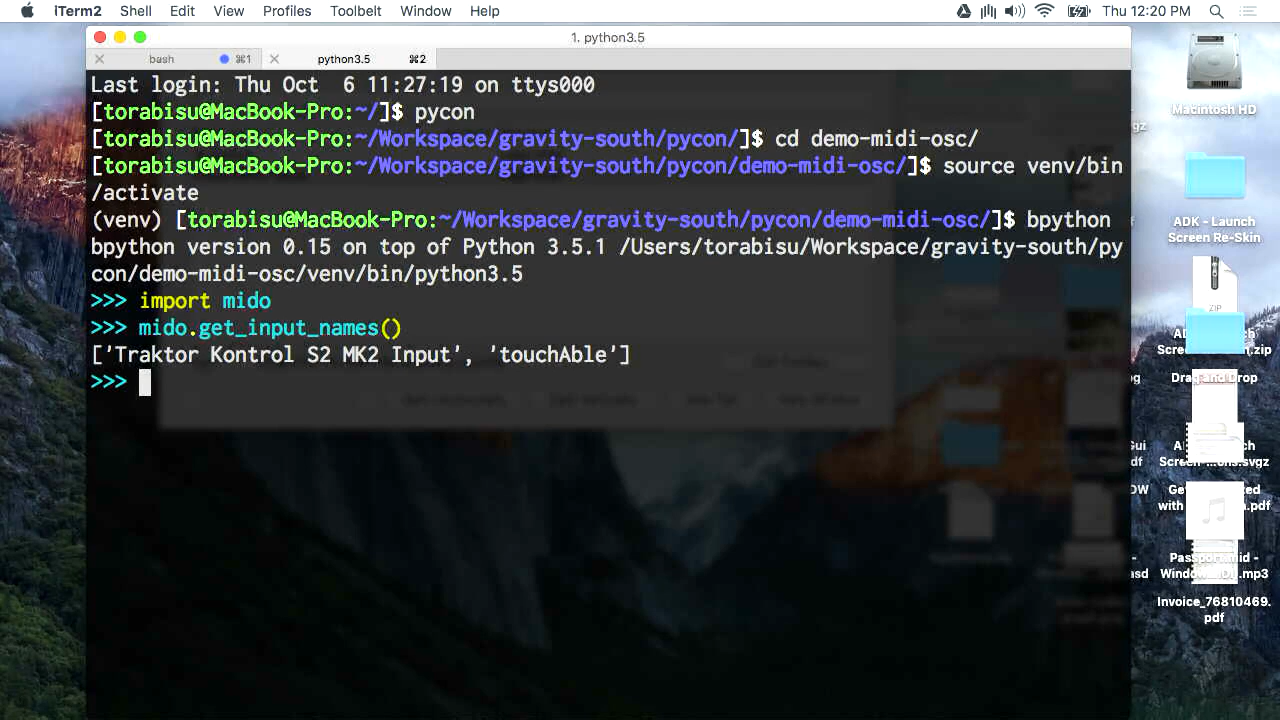 iTerm2 Shell Edit View Profiles Toolbelt Window Help Thu 12:20 PM
1. python3.5
bash ⌘1 python3.5 ⌘2
Last login: Thu Oct  6 11:27:19 on ttys000
[torabisu@MacBook-Pro:~/]$ pycon
[torabisu@MacBook-Pro:~/Workspace/gravity-south/pycon/]$ cd demo-midi-osc/
[torabisu@MacBook-Pro:~/Workspace/gravity-south/pycon/demo-midi-osc/]$ source venv/bin
/activate
(venv) [torabisu@MacBook-Pro:~/Workspace/gravity-south/pycon/demo-midi-osc/]$ bpython
bpython version 0.15 on top of Python 3.5.1 /Users/torabisu/Workspace/gravity-south/py
con/demo-midi-osc/venv/bin/python3.5
>>> import mido
>>> mido.get_input_names()
['Traktor Kontrol S2 MK2 Input', 'touchAble']
>>>
Macintosh HD
ADK - Launch
Screen Re-Skin
ZIP
Drag and Drop
Invoice_76810469.
pdf